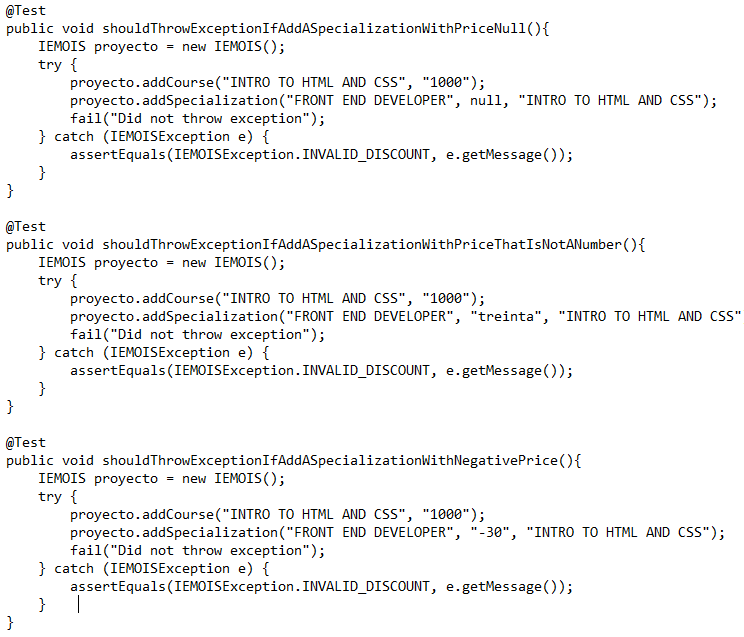 @Test
public void shouldThrowExceptionIfAddASpecializationWithPriceNull(){
    IEMOIS proyecto = new IEMOIS();
    try {
        proyecto.addCourse("INTRO TO HTML AND CSS", "1000");
        proyecto.addSpecialization("FRONT END DEVELOPER", null, "INTRO TO HTML AND CSS");
        fail("Did not throw exception");
    } catch (IEMOISException e) {
        assertEquals(IEMOISException.INVALID_DISCOUNT, e.getMessage());
    }
}

@Test
public void shouldThrowExceptionIfAddASpecializationWithPriceThatIsNotANumber(){
    IEMOIS proyecto = new IEMOIS();
    try {
        proyecto.addCourse("INTRO TO HTML AND CSS", "1000");
        proyecto.addSpecialization("FRONT END DEVELOPER", "treinta", "INTRO TO HTML AND CSS"
        fail("Did not throw exception");
    } catch (IEMOISException e) {
        assertEquals(IEMOISException.INVALID_DISCOUNT, e.getMessage());
    }
}

@Test
public void shouldThrowExceptionIfAddASpecializationWithNegativePrice(){
    IEMOIS proyecto = new IEMOIS();
    try {
        proyecto.addCourse("INTRO TO HTML AND CSS", "1000");
        proyecto.addSpecialization("FRONT END DEVELOPER", "-30", "INTRO TO HTML AND CSS");
        fail("Did not throw exception");
    } catch (IEMOISException e) {
        assertEquals(IEMOISException.INVALID_DISCOUNT, e.getMessage());
    }
}